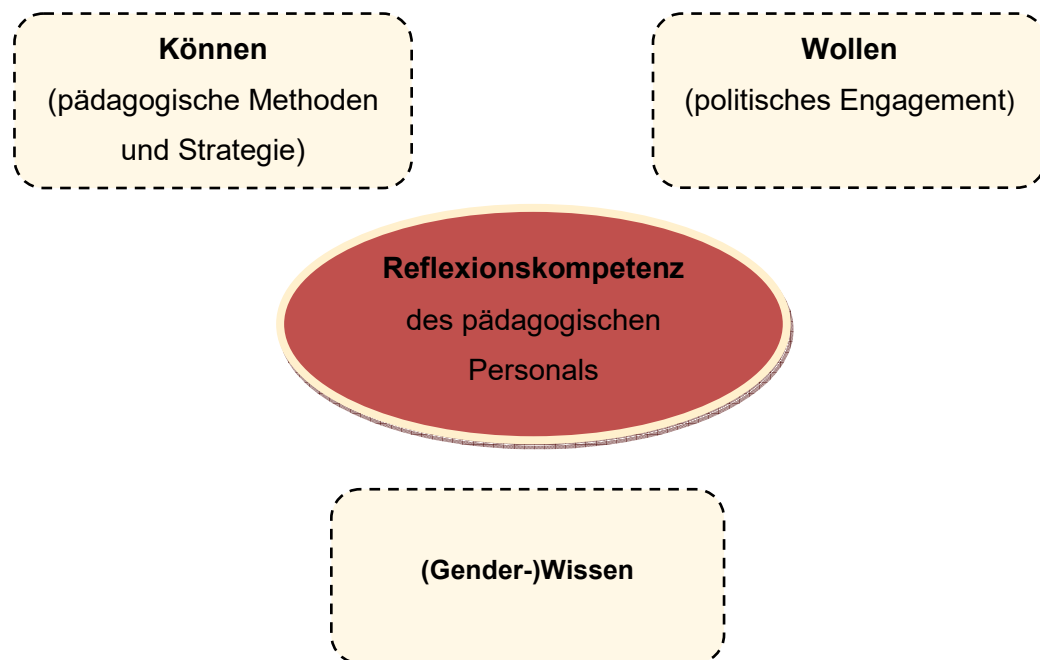 Können
(pädagogische Methoden
und Strategie)
Wollen
(politisches Engagement)
Reflexionskompetenz
des pädagogischen
Personals
(Gender-)Wissen